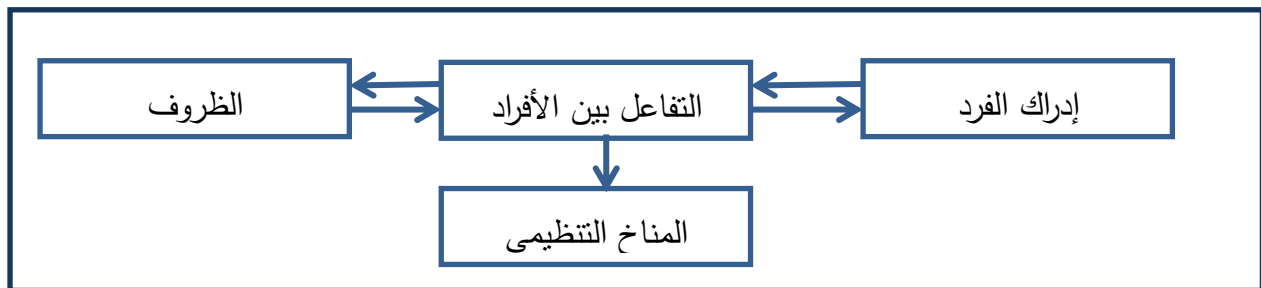 إدراك الفرد
التفاعل بين الأفراد
الظروف
المناخ التنظيمى